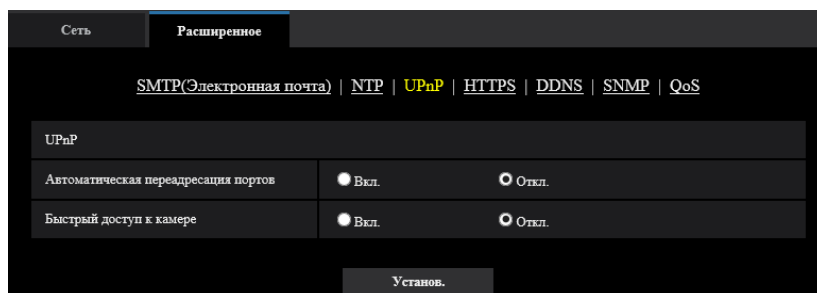 Сеть Расширенное
SMTP(Электронная почта) | NTP | UPnP | HTTPS | DDNS | SNMP | QoS
UPnP
Автоматическая переадресация портов Вкл. Откл.
Быстрый доступ к камере Вкл. Откл.
Установ.